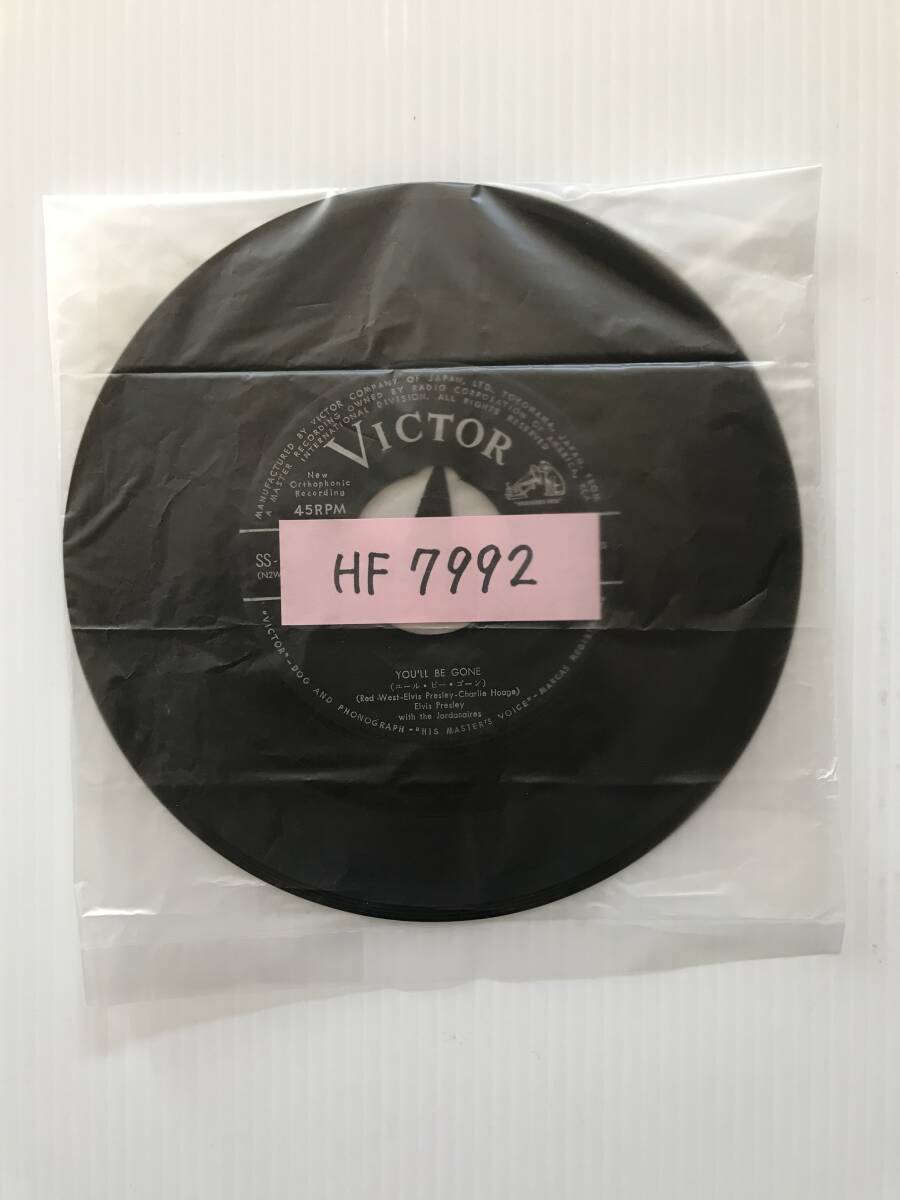 MANUFACTURED BY VICTOR COMPANY OF JAPAN, LTD. YOKOHAMA, JAPAN, FROM
A MASTER RECORDING OWNED BY RADIO CORPORATION OF AMERICA, RCA
INTERNATIONAL DIVISION. ALL RIGHTS RESERVED
VICTOR
New
Orthophonic
Recording
45RPM
SS-
(N2W
HF 7992
YOU'LL BE GONE
(ユール・ビー・ゴーン)
(Red West-Elvis Presley-Charlie Hoage)
Elvis Presley
with the Jordanaires
"VICTOR"-DOG AND PHONOGRAPH-"HIS MASTER'S VOICE"-MARCAS